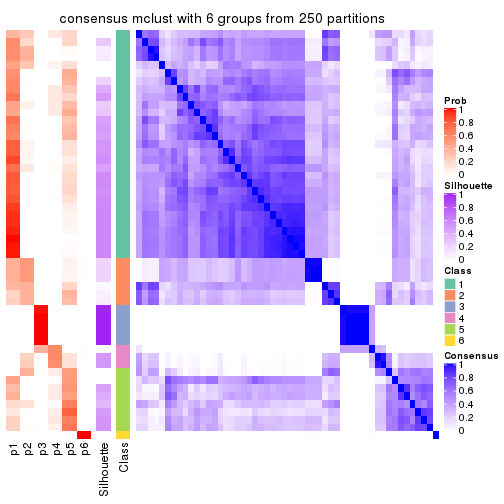 consensus mclust with 6 groups from 250 partitions
Prob
1
0.8
0.6
0.4
0.2
0
Silhouette
1
0.8
0.6
0.4
0.2
0
Class
1
2
3
4
5
6
Consensus
1
0.8
0.6
0.4
0.2
0
p1
p2
p3
p4
p5
p6
Silhouette
Class